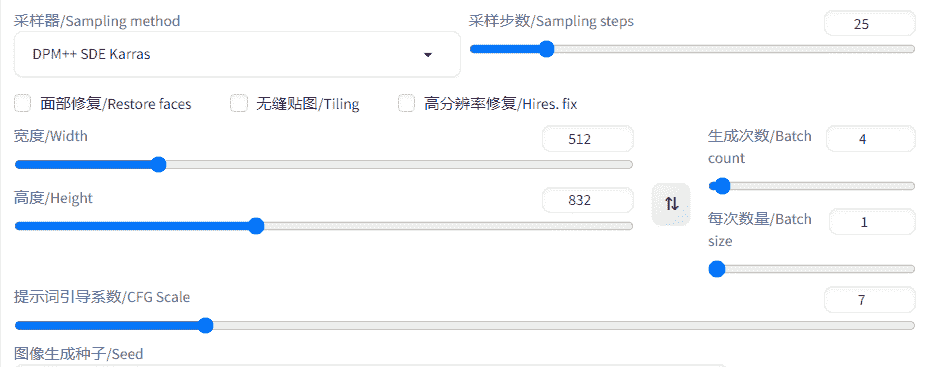 采样器/Sampling method
采样步数/Sampling steps
25
DPM++ SDE Karras
面部修复/Restore faces
无缝贴图/Tiling
高分辨率修复/Hires. fix
宽度/Width
512
生成次数/Batch
count
4
高度/Height
832
每次数量/Batch
size
1
提示词引导系数/CFG Scale
7
图像生成种子/Seed